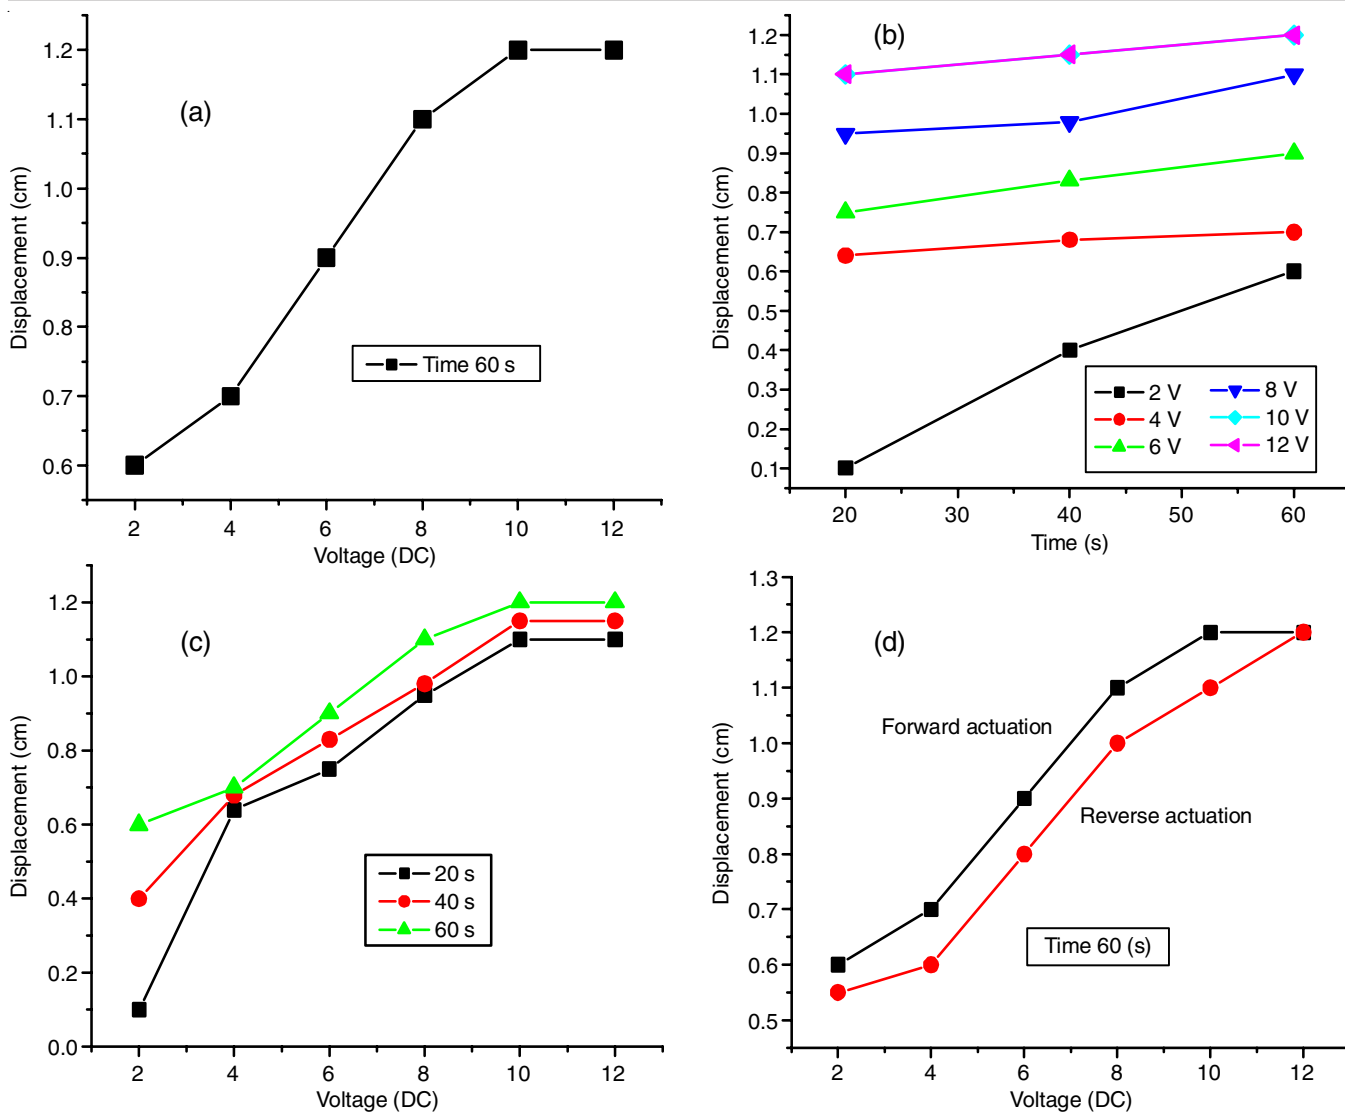 (a)
1.2
1.1
1.0
0.9
0.8
0.7
0.6
Displacement (cm)
Time 60 s
2 4 6 8 10 12
Voltage (DC)
(b)
1.2
1.1
1.0
0.9
0.8
0.7
0.6
0.5
0.4
0.3
0.2
0.1
Displacement (cm)
2 V 8 V
4 V 10 V
6 V 12 V
20 30 40 50 60
Time (s)
(c)
1.2
1.0
0.8
0.6
0.4
0.2
0.0
Displacement (cm)
20 s
40 s
60 s
2 4 6 8 10 12
Voltage (DC)
(d)
1.3
1.2
1.1
1.0
0.9
0.8
0.7
0.6
0.5
Displacement (cm)
Forward actuation
Reverse actuation
Time 60 (s)
2 4 6 8 10 12
Voltage (DC)